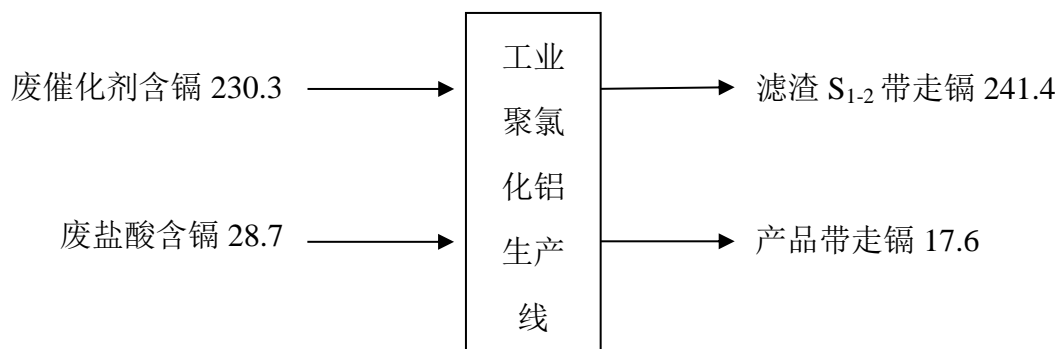 废催化剂含镉 230.3
废盐酸含镉 28.7
工业
聚氯
化铝
生产
线
滤渣 S1-2 带走镉 241.4
产品带走镉 17.6